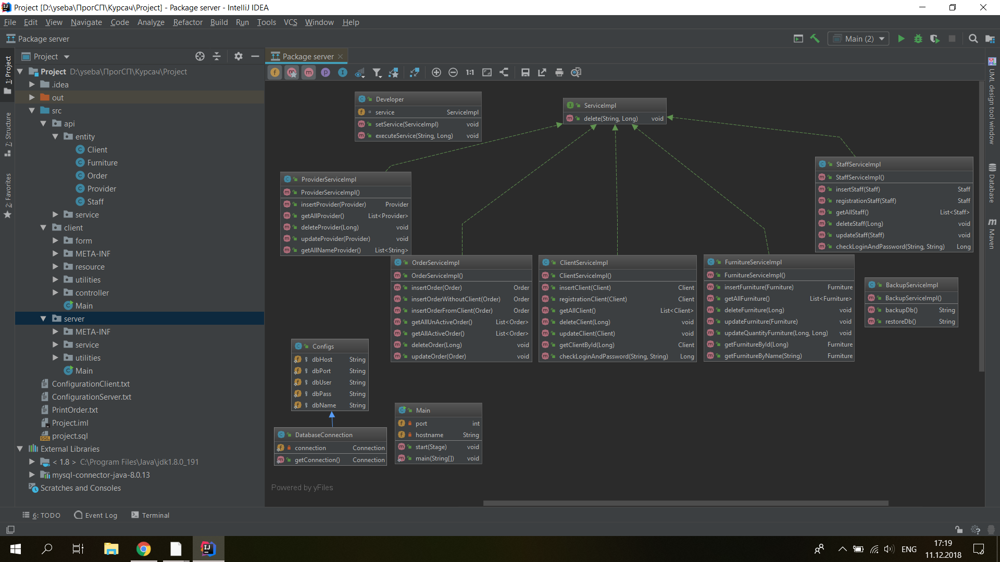 Project [D:\yseba\ПрогСП\Курсач\Project] - Package server - IntelliJ IDEA
File Edit View Navigate Code Analyze Refactor Build Run Tools VCS Window Help
Package server
Main (2)
1: Project
7: Structure
2: Favorites
Project
Project D:\yseba\ПрогСП\Курсач\Project
.idea
out
src
api
entity
Client
Furniture
Order
Provider
Staff
service
client
form
META-INF
resource
utilities
controller
Main
server
META-INF
service
utilities
Main
ConfigurationClient.txt
ConfigurationServer.txt
PrintOrder.txt
Project.iml
project.sql
External Libraries
< 1.8 > C:\Program Files\Java\jdk1.8.0_191
mysql-connector-java-8.0.13
Scratches and Consoles
Package server
1:1
Developer
service ServiceImpl
setService(ServiceImpl) void
executeService(String, Long) void
ServiceImpl
delete(String, Long) void
ProviderServiceImpl
ProviderServiceImpl()
insertProvider(Provider) Provider
getAllProvider() List<Provider>
deleteProvider(Long) void
updateProvider(Provider) void
getAllNameProvider() List<String>
StaffServiceImpl
StaffServiceImpl()
insertStaff(Staff) Staff
registrationStaff(Staff) Staff
getAllStaff() List<Staff>
deleteStaff(Long) void
updateStaff(Staff) void
checkLoginAndPassword(String, String) Long
OrderServiceImpl
OrderServiceImpl()
insertOrder(Order) Order
insertOrderWithoutClient(Order) Order
insertOrderFromClient(Order) Order
getAllUnActiveOrder() List<Order>
getAllActiveOrder() List<Order>
deleteOrder(Long) void
updateOrder(Order) void
ClientServiceImpl
ClientServiceImpl()
insertClient(Client) Client
registrationClient(Client) Client
getAllClient() List<Client>
deleteClient(Long) void
updateClient(Client) void
getClientById(Long) Client
checkLoginAndPassword(String, String) Long
FurnitureServiceImpl
FurnitureServiceImpl()
insertFurniture(Furniture) Furniture
getAllFurniture() List<Furniture>
deleteFurniture(Long) void
updateFurniture(Furniture) void
updateQuantityFurniture(Long, Long) void
getFurnitureById(Long) Furniture
getFurnitureByName(String) Furniture
BackupServiceImpl
BackupServiceImpl()
backupDb() String
restoreDb() String
Configs
dbHost String
dbPort String
dbUser String
dbPass String
dbName String
DatabaseConnection
connection Connection
getConnection() Connection
Main
port int
hostname String
start(Stage) void
main(String[]) void
Powered by yFiles
UML design tool window
Database
Maven
6: TODO Event Log Terminal
ENG
17:19
11.12.2018